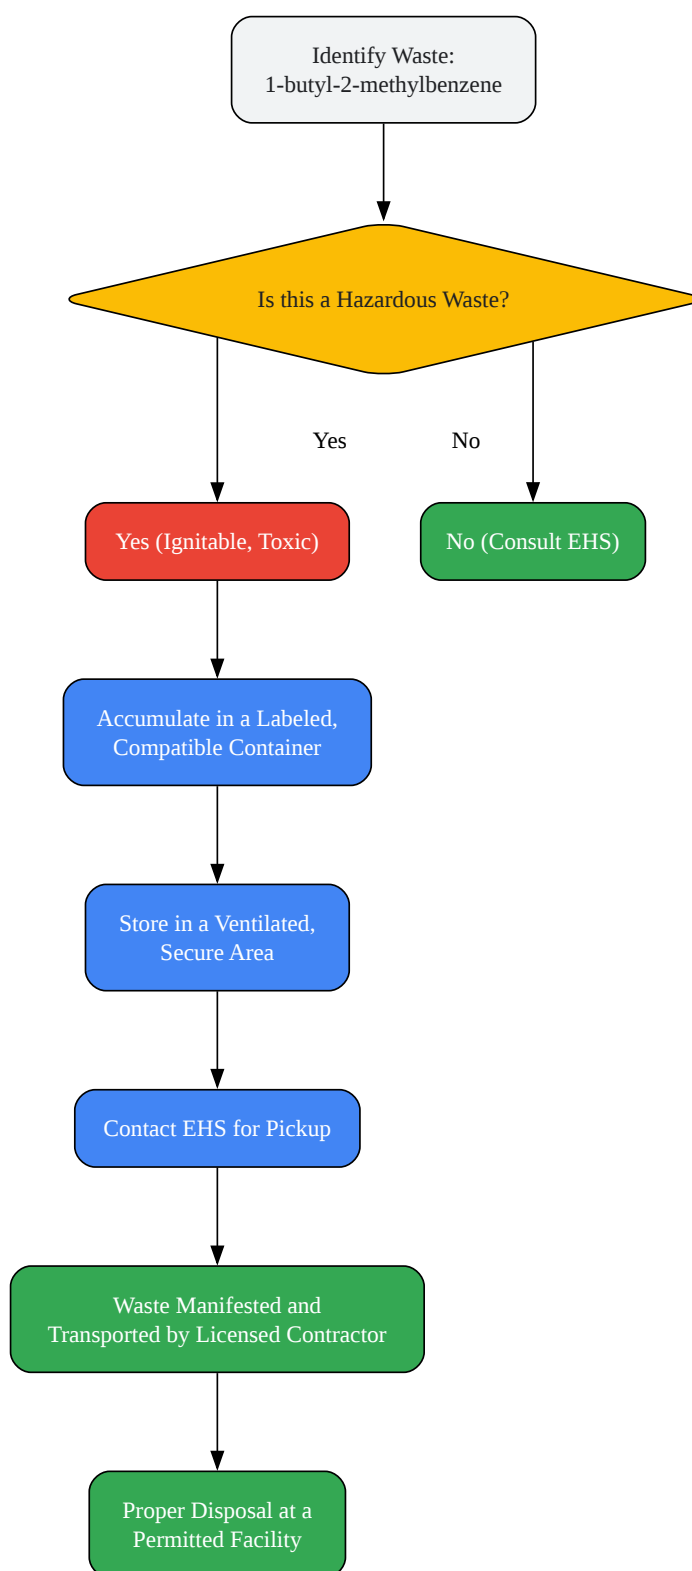 Identify Waste:
1-butyl-2-methylbenzene
Is this a Hazardous Waste?
Yes
No
Yes (Ignitable, Toxic)
No (Consult EHS)
Accumulate in a Labeled,
Compatible Container
Store in a Ventilated,
Secure Area
Contact EHS for Pickup
Waste Manifested and
Transported by Licensed Contractor
Proper Disposal at a
Permitted Facility